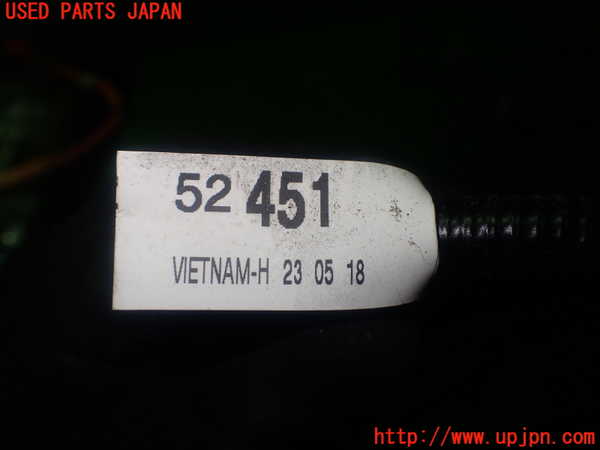 USED PARTS JAPAN
52 451
VIETNAM-H 23 05 18
http://www.upjpn.com/